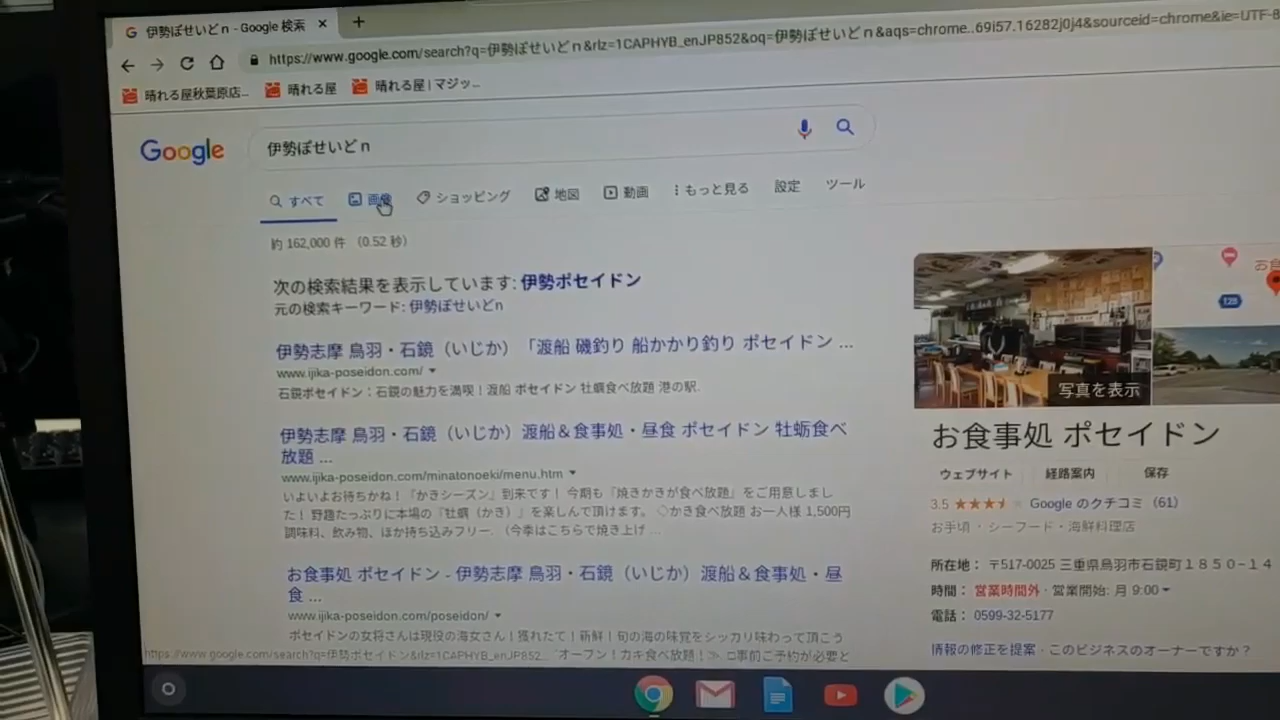 伊勢ぽせいどｎ - Google 検索
https://www.google.com/search?q=伊勢ぽせいどｎ&rlz=1CAPHYB_enJP852&oq=伊勢ぽせいどｎ&aqs=chrome..69i57.16282j0j4&sourceid=chrome&ie=UTF-8
晴れる屋秋葉原店... 晴れる屋 晴れる屋 | マジッ...
Google 伊勢ぽせいどｎ
すべて 画像 ショッピング 地図 動画 もっと見る 設定 ツール
約 162,000 件 （0.52 秒）
次の検索結果を表示しています: 伊勢ポセイドン
元の検索キーワード: 伊勢ぽせいどn
伊勢志摩 鳥羽・石鏡（いじか）「渡船 磯釣り 船かかり釣り ポセイドン ...
www.ijika-poseidon.com/
石鏡ポセイドン：石鏡の魅力を満喫！渡船 ポセイドン 牡蠣食べ放題 港の駅.
伊勢志摩 鳥羽・石鏡（いじか）渡船＆食事処・昼食 ポセイドン 牡蛎食べ
放題 ...
www.ijika-poseidon.com/minatonoeki/menu.htm
いよいよお待ちかね！『かきシーズン』到来です！ 今期も『焼きかきが食べ放題』をご用意しまし
た！ 野趣たっぷりに本場の『牡蠣（かき）』を楽しんで頂けます。 ◇かき食べ放題 お一人様 1,500円
調味料、飲み物、ほか持ち込みフリー. （今季はこちらで焼き上げ ...
お食事処 ポセイドン - 伊勢志摩 鳥羽・石鏡（いじか）渡船＆食事処・昼
食 ...
www.ijika-poseidon.com/poseidon/
ポセイドンの女将さんは現役の海女さん！獲れたて！新鮮！旬の海の味覚をシッカリ味わって頂こう
https://www.google.com/search?q=伊勢ポセイドン&rlz=1CAPHYB_enJP852... オープン！カキ食べ放題！≫ □事前ご予約が必要と
128
写真を表示
お食事処 ポセイドン
ウェブサイト 経路案内 保存
3.5 Google のクチコミ（61）
お手頃 ・ シーフード・海鮮料理店
所在地： 〒517-0025 三重県鳥羽市石鏡町１８５０−１４
時間： 営業時間外 · 営業開始: 月 9:00
電話： 0599-32-5177
情報の修正を提案 · このビジネスのオーナーですか？